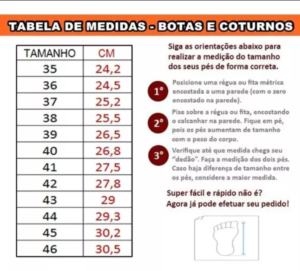 TABELA DE MEDIDAS - BOTAS E COTURNOS
TAMANHO CM
35 24,2
36 24,5
37 25,2
38 25,5
39 26,5
40 26,8
41 27,5
42 27,8
43 29
44 29,3
45 30,2
46 30,5
Siga as orientações abaixo para
realizar a medição do tamanho
dos seus pés de forma correta.
1º
Posicione uma régua ou fita métrica
encostada a uma parede (com o zero
encostado na parede).
2º
Pise sobre a régua ou fita, encostando
o calcanhar na parede. Fique em pé,
pois os pés aumentam de tamanho
com o peso do corpo.
3º
Verifique até que medida chega seu
"dedão". Faça a medição dos dois pés.
Caso haja diferença de tamanho entre
os pés, considere a maior medida.
Super fácil e rápido não é?
Agora já pode efetuar seu pedido!